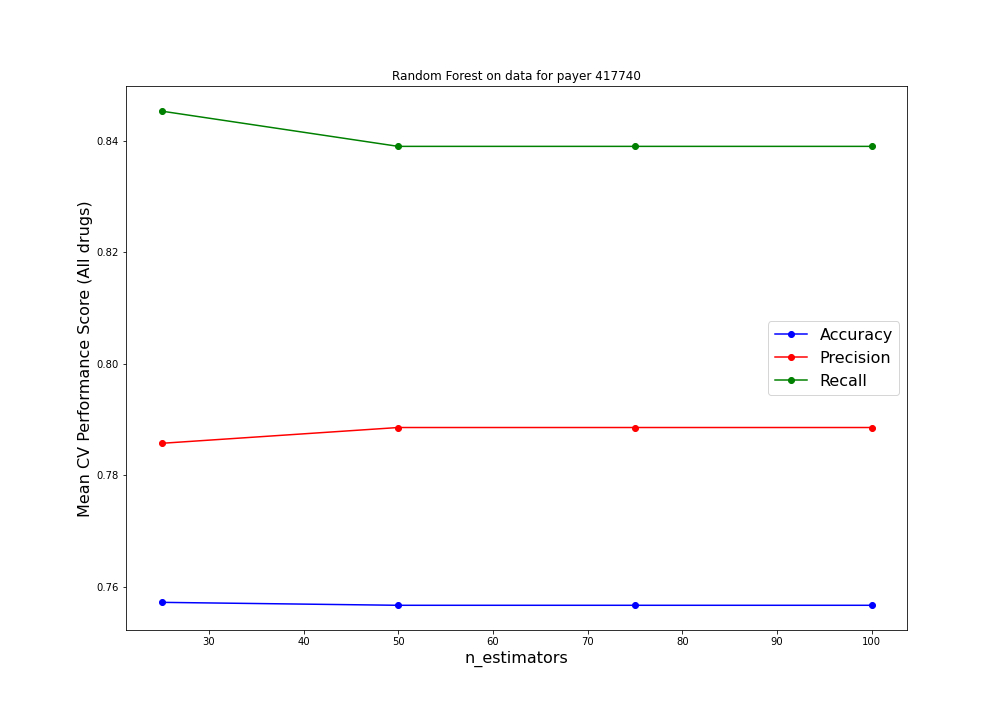 Random Forest on data for payer 417740
Mean CV Performance Score (All drugs)
0.84
0.82
0.80
0.78
0.76
Accuracy
Precision
Recall
30 40 50 60 70 80 90 100
n_estimators